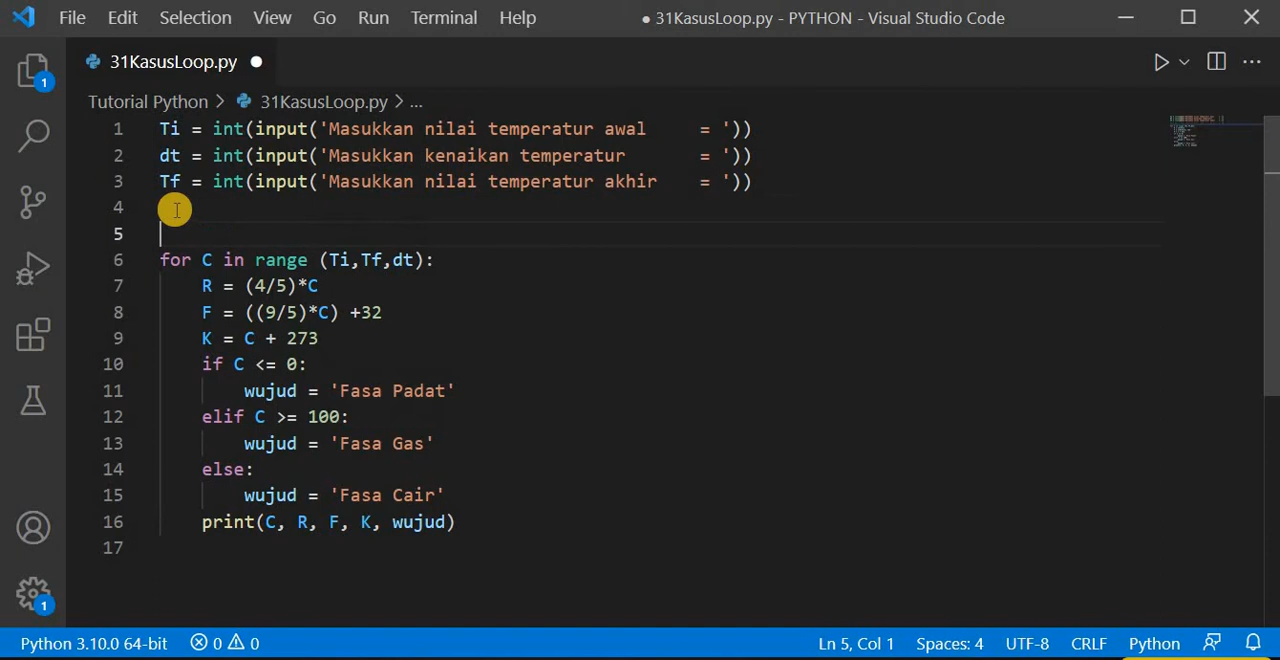 File Edit Selection View Go Run Terminal Help ● 31KasusLoop.py - PYTHON - Visual Studio Code
31KasusLoop.py
Tutorial Python > 31KasusLoop.py > ...
1 Ti = int(input('Masukkan nilai temperatur awal     = '))
2 dt = int(input('Masukkan kenaikan temperatur       = '))
3 Tf = int(input('Masukkan nilai temperatur akhir    = '))
4
5
6 for C in range (Ti,Tf,dt):
7     R = (4/5)*C
8     F = ((9/5)*C) +32
9     K = C + 273
10     if C <= 0:
11         wujud = 'Fasa Padat'
12     elif C >= 100:
13         wujud = 'Fasa Gas'
14     else:
15         wujud = 'Fasa Cair'
16     print(C, R, F, K, wujud)
17
1
1
Python 3.10.0 64-bit 0 0 Ln 5, Col 1 Spaces: 4 UTF-8 CRLF Python